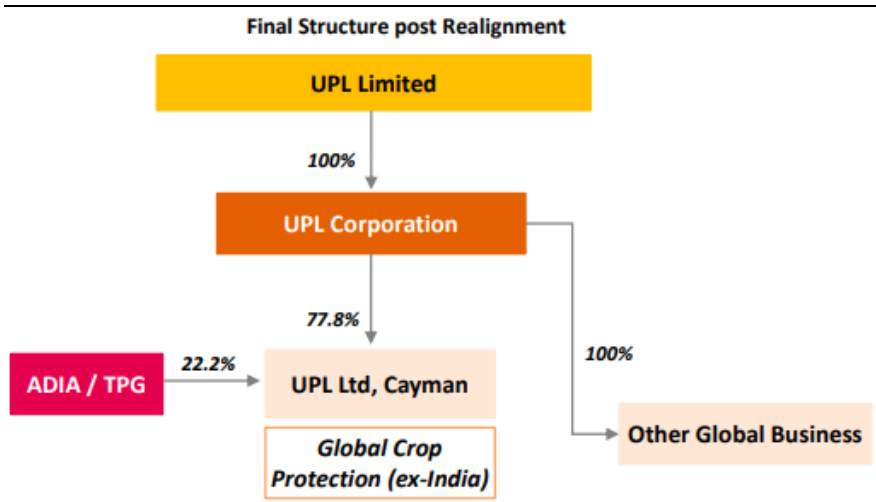 Final Structure post Realignment
UPL Limited
100%
UPL Corporation
77.8%
100%
22.2%
ADIA / TPG
UPL Ltd, Cayman
Other Global Business
Global Crop
Protection (ex-India)